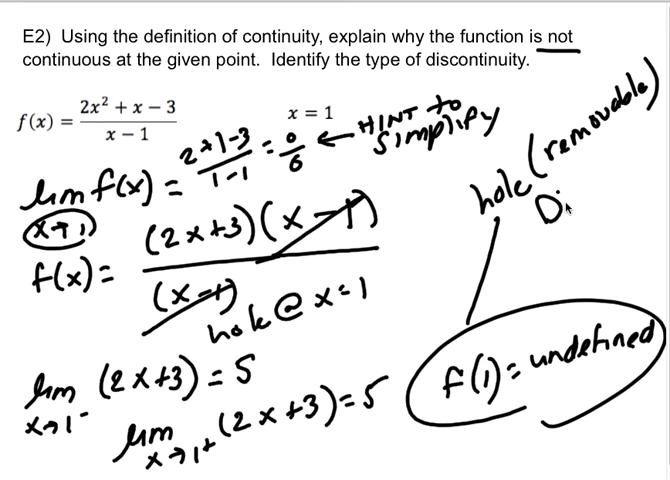 E2) Using the definition of continuity, explain why the function is not
continuous at the given point. Identify the type of discontinuity.
f(x) = (2x² + x − 3)/(x − 1)
x = 1
lim x→1 f(x) = (2+1-3)/(1-1) = 0/0 ← HINT to
simplify
f(x) = (2x+3)(x-1)/(x-1)
hole @ x=1
lim x→1⁻ (2x+3) = 5
lim x→1⁺ (2x+3) = 5
hole (removable)
Di
f(1) = undefined